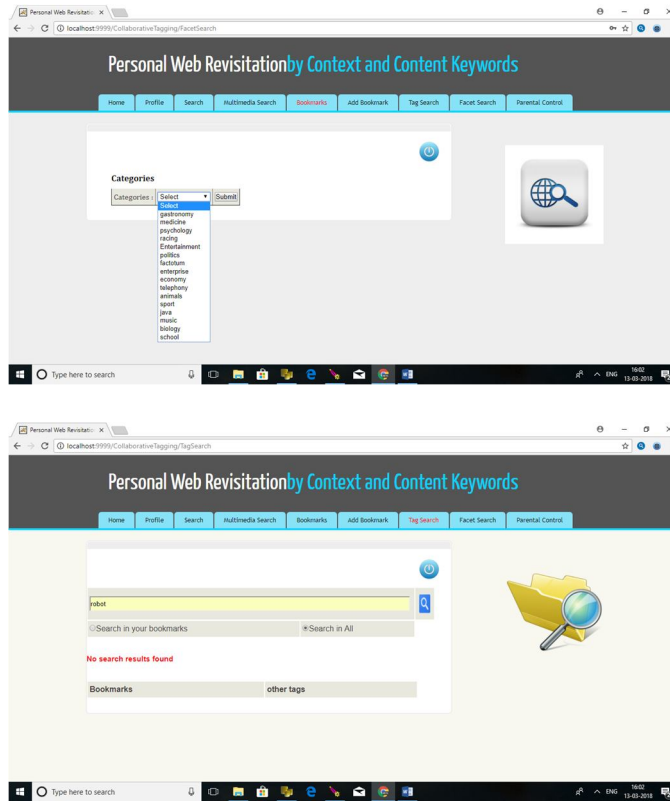 Personal Web Revisitatio
localhost:9999/CollaborativeTagging/FacetSearch
Personal Web Revisitationby Context and Content Keywords
Home Profile Search Multimedia Search Bookmarks Add Bookmark Tag Search Facet Search Parental Control
Categories
Categories : Select Submit
Select
gastronomy
medicine
psychology
racing
Entertainment
politics
factotum
enterprise
economy
telephony
animals
sport
java
music
biology
school
Type here to search
ENG
16:02
13-03-2018
Personal Web Revisitatio
localhost:9999/CollaborativeTagging/TagSearch
Personal Web Revisitationby Context and Content Keywords
Home Profile Search Multimedia Search Bookmarks Add Bookmark Tag Search Facet Search Parental Control
robot
Search in your bookmarks Search in All
No search results found
Bookmarks other tags
Type here to search
ENG
16:02
13-03-2018